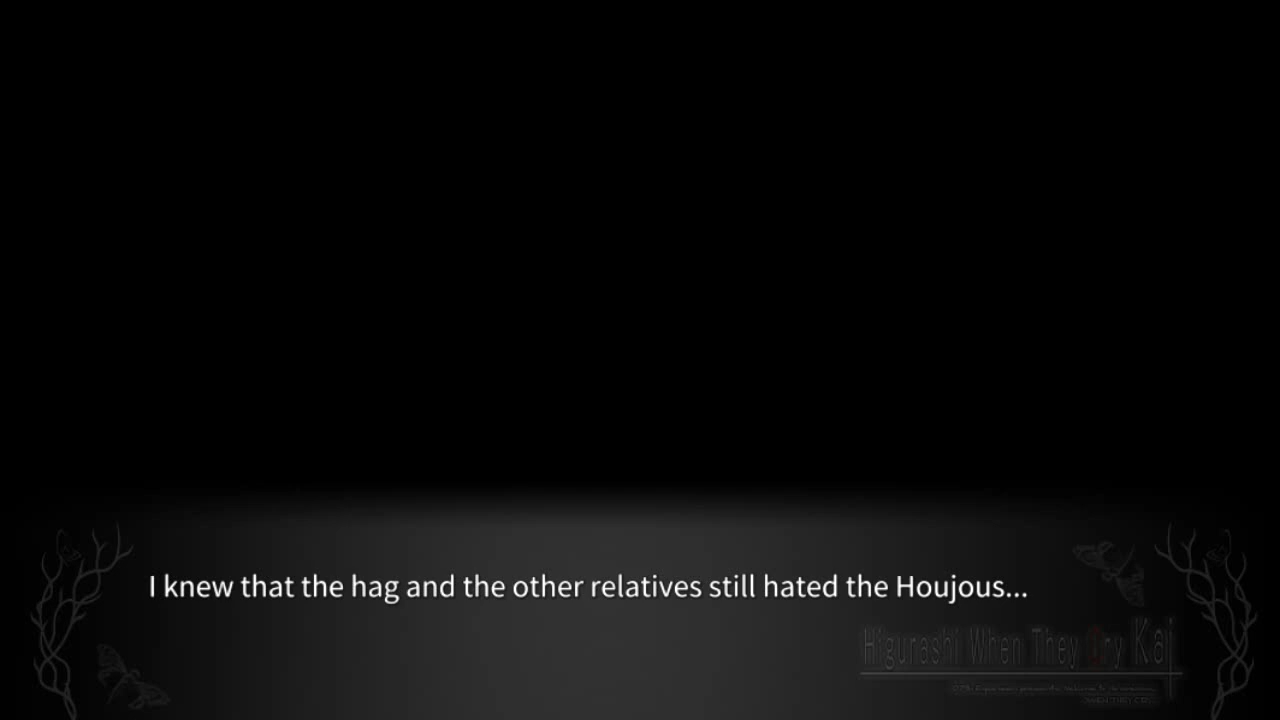 I knew that the hag and the other relatives still hated the Houjous...
Higurashi When They Cry Kai